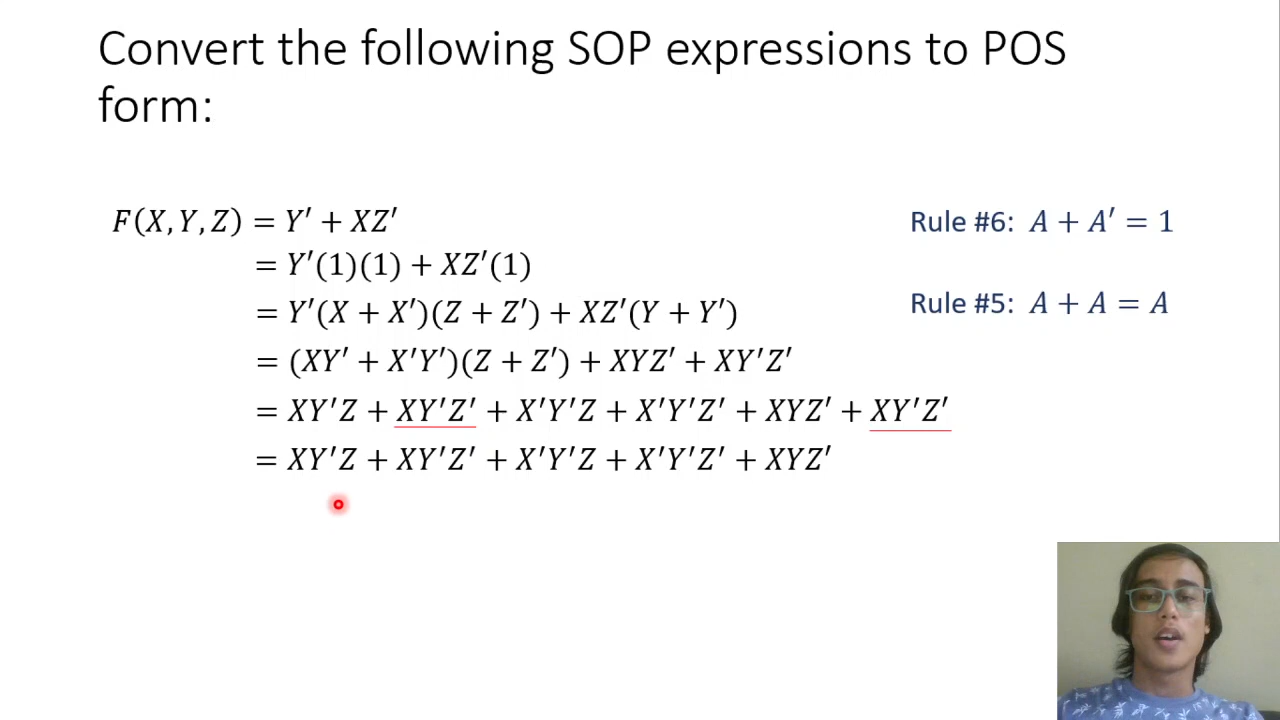 Convert the following SOP expressions to POS
form:
F(X, Y, Z) = Y′ + XZ′
Rule #6: A + A′ = 1
= Y′(1)(1) + XZ′(1)
= Y′(X + X′)(Z + Z′) + XZ′(Y + Y′)
Rule #5: A + A = A
= (XY′ + X′Y′)(Z + Z′) + XYZ′ + XY′Z′
= XY′Z + XY′Z′ + X′Y′Z + X′Y′Z′ + XYZ′ + XY′Z′
= XY′Z + XY′Z′ + X′Y′Z + X′Y′Z′ + XYZ′